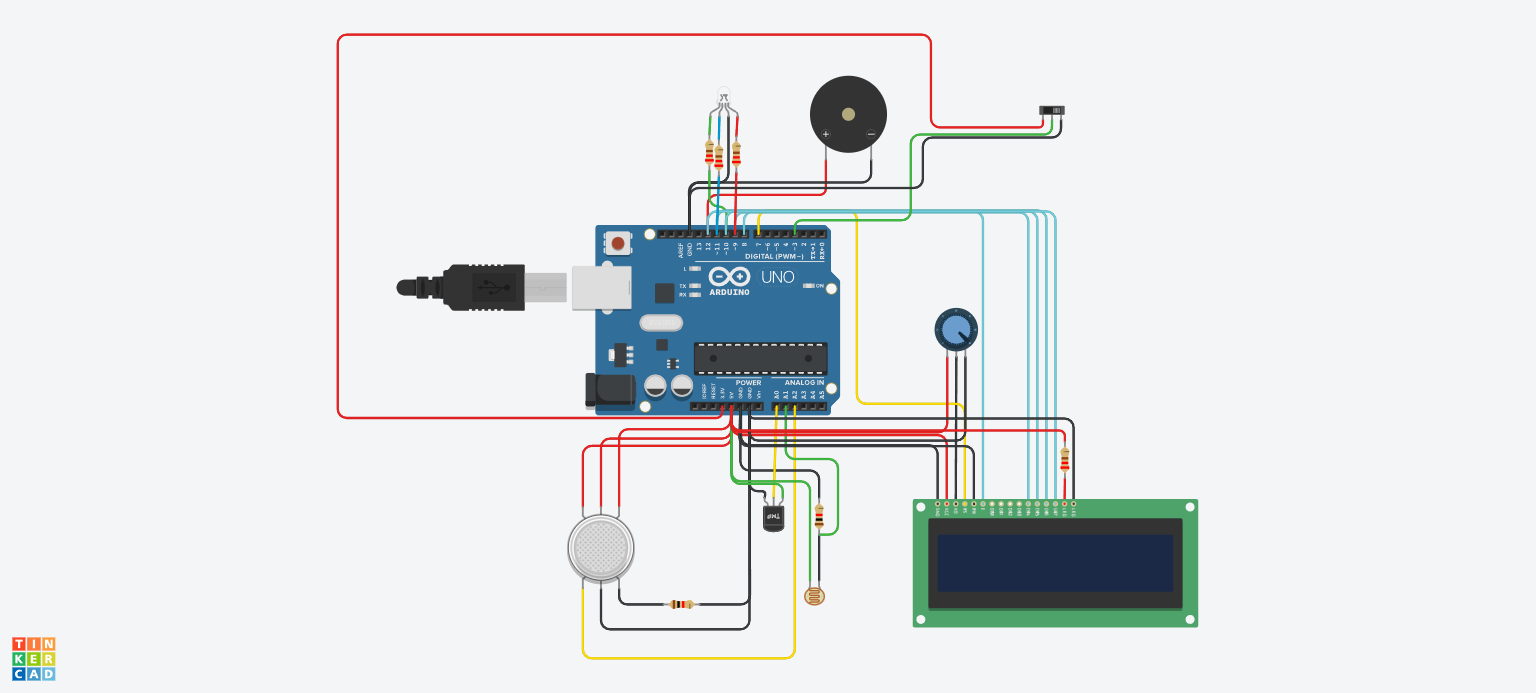 AREF
GND
13
12
~11
~10
~9
8
7
~6
~5
4
~3
2
TX→1
RX←0
DIGITAL (PWM~)
L
TX
RX
UNO
ARDUINO
ON
POWER
ANALOG IN
IOREF
RESET
3.3V
5V
GND
GND
Vin
A0
A1
A2
A3
A4
A5
+
−
TMP
TIN
KER
CAD